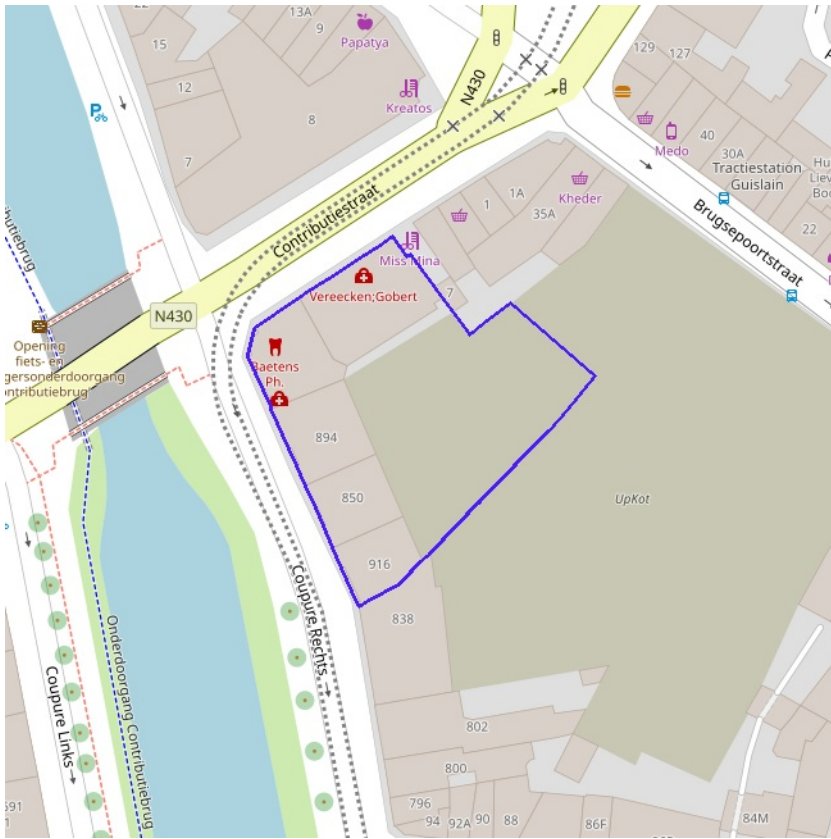 13A
9
15
Papatya
12
8
7
Kreatos
N430
129
127
Medo
40
30A
Tractiestation
Guislain
22
Brugsepoortstraat
Contributiestraat
1A
1
35A
Kheder
Miss Mina
7
Vereecken;Gobert
N430
Opening
fiets- en
gersonderdoorgang
ontributiebrug
Baetens
Ph.
894
850
916
838
UpKot
Coupure Rechts
Coupure Links
Onderdoorgang Contributiebrug
802
800
796
94
92A
90
88
86F
84M